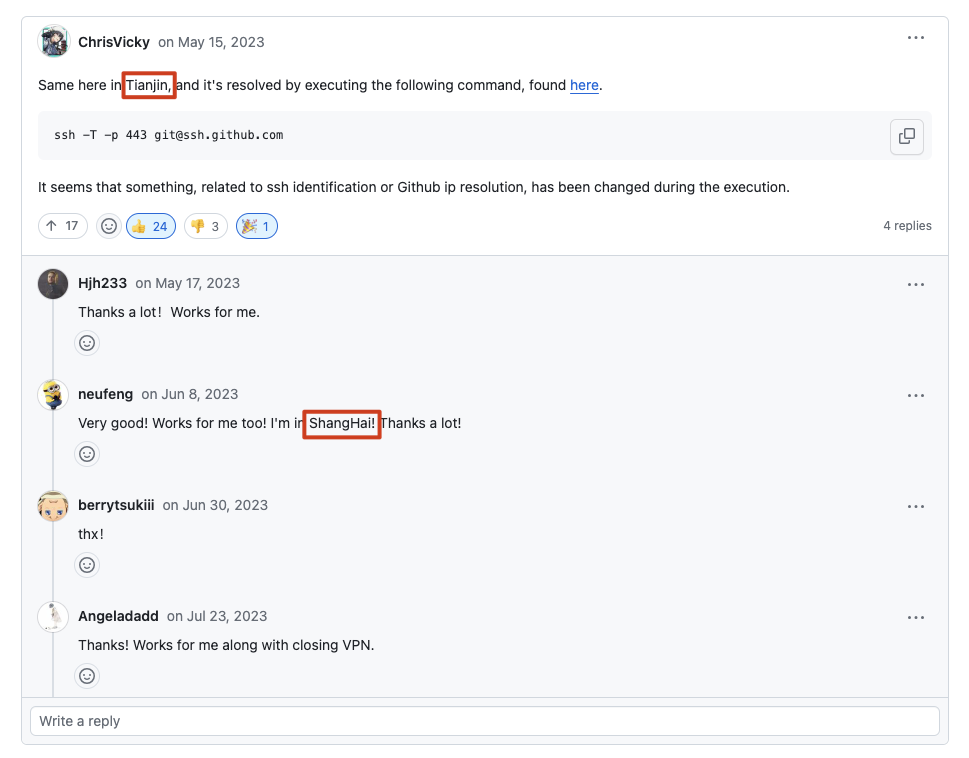 ChrisVicky on May 15, 2023
Same here in Tianjin, and it's resolved by executing the following command, found here.
ssh -T -p 443 git@ssh.github.com
It seems that something, related to ssh identification or Github ip resolution, has been changed during the execution.
↑ 17 👍 24 👎 3 🎉 1 4 replies
Hjh233 on May 17, 2023
Thanks a lot！Works for me.
neufeng on Jun 8, 2023
Very good! Works for me too! I'm in ShangHai! Thanks a lot!
berrytsukiii on Jun 30, 2023
thx！
Angeladadd on Jul 23, 2023
Thanks! Works for me along with closing VPN.
Write a reply